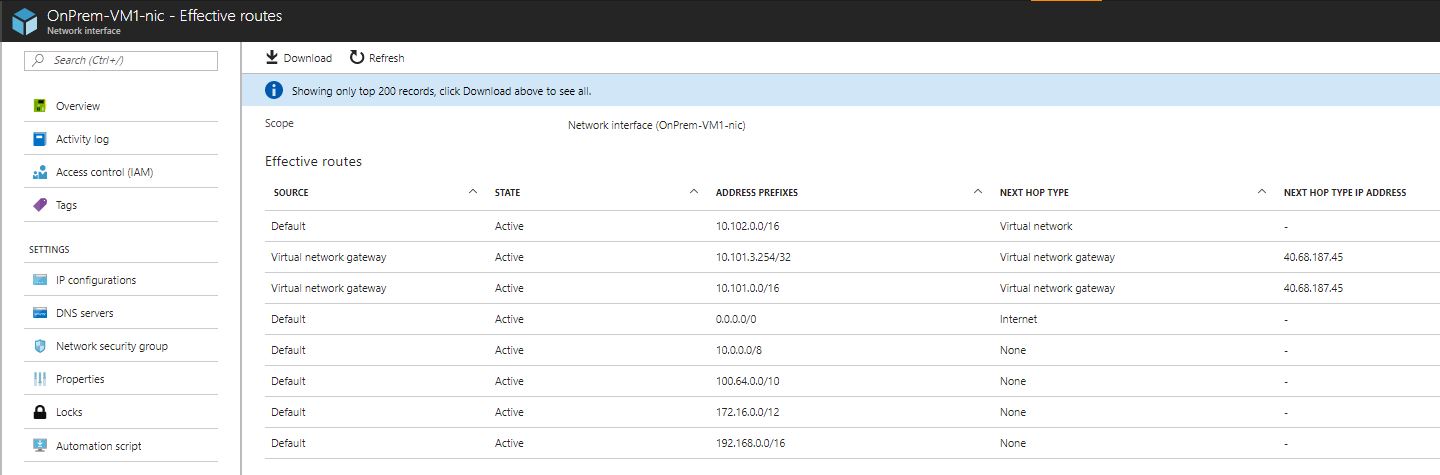 OnPrem-VM1-nic - Effective routes
Network interface
Search (Ctrl+/)
Overview
Activity log
Access control (IAM)
Tags
SETTINGS
IP configurations
DNS servers
Network security group
Properties
Locks
Automation script
Download Refresh
Showing only top 200 records, click Download above to see all.
Scope Network interface (OnPrem-VM1-nic)
Effective routes
SOURCE STATE ADDRESS PREFIXES NEXT HOP TYPE NEXT HOP TYPE IP ADDRESS
Default Active 10.102.0.0/16 Virtual network -
Virtual network gateway Active 10.101.3.254/32 Virtual network gateway 40.68.187.45
Virtual network gateway Active 10.101.0.0/16 Virtual network gateway 40.68.187.45
Default Active 0.0.0.0/0 Internet -
Default Active 10.0.0.0/8 None -
Default Active 100.64.0.0/10 None -
Default Active 172.16.0.0/12 None -
Default Active 192.168.0.0/16 None -